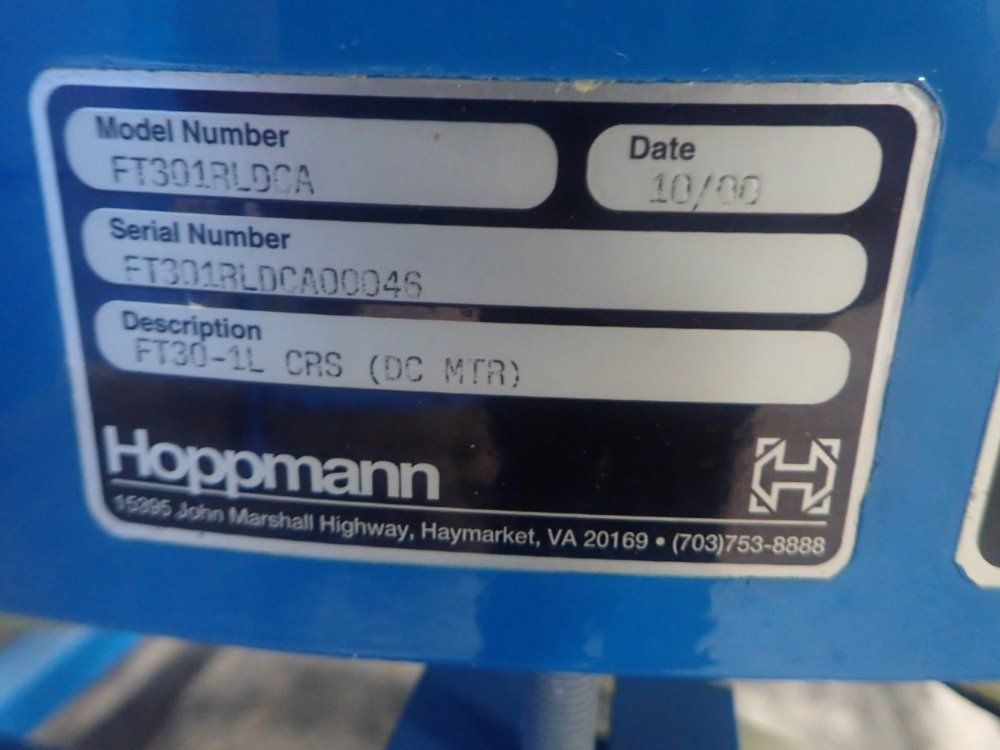 Model Number
FT301RLDCA
Date
10/00
Serial Number
FT301RLDCA00046
Description
FT30-1L CRS (DC MTR)
Hoppmann
15395 John Marshall Highway, Haymarket, VA 20169 • (703)753-8888